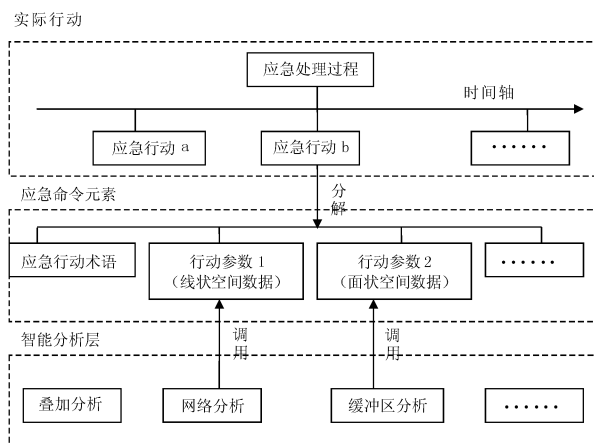 实际行动
应急处理过程
时间轴
应急行动 a
应急行动 b
······
分
解
应急命令元素
应急行动术语
行动参数 1
（线状空间数据）
行动参数 2
（面状空间数据）
······
智能分析层
调
用
调
用
叠加分析
网络分析
缓冲区分析
······